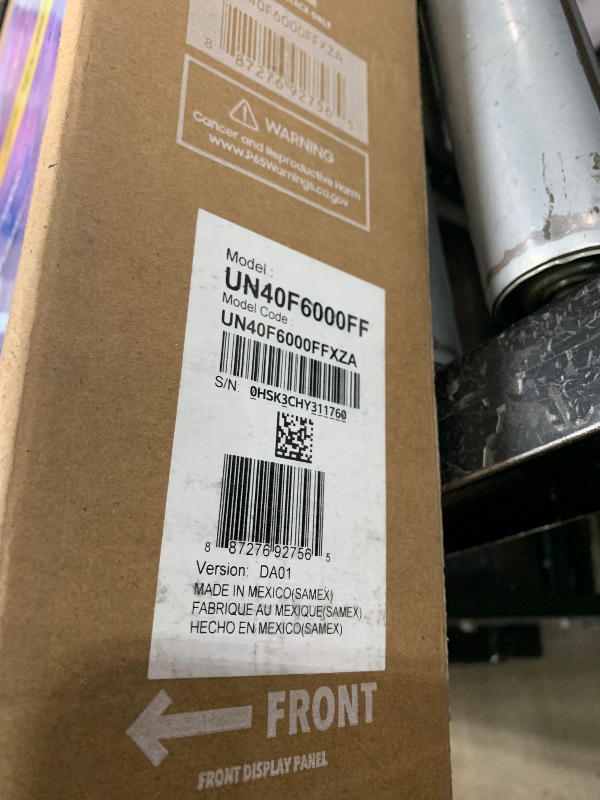 40F6000FFXZA
8 87276 92756 5
WARNING
Cancer and Reproductive Harm
www.P65Warnings.ca.gov
Model :
UN40F6000FF
Model Code :
UN40F6000FFXZA
S/N: 0HSK3CHY311760
8 87276 92756 5
Version: DA01
MADE IN MEXICO(SAMEX)
FABRIQUE AU MEXIQUE(SAMEX)
HECHO EN MEXICO(SAMEX)
FRONT
FRONT DISPLAY PANEL